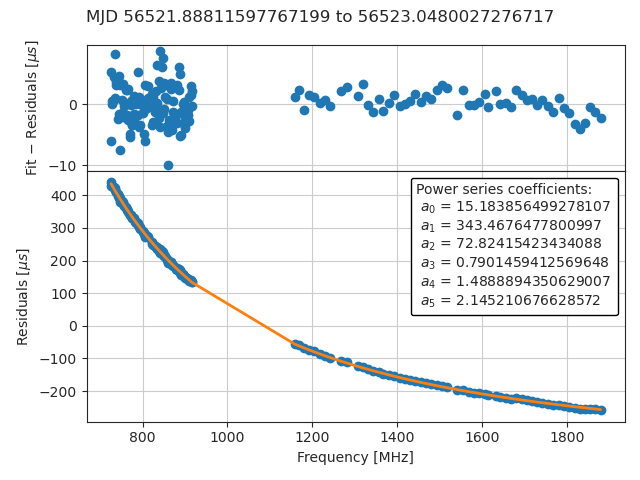 MJD 56521.88811597767199 to 56523.0480027276717
Fit − Residuals [μs]
0
−10
Residuals [μs]
400
300
200
100
0
−100
−200
Power series coefficients:
a0 = 15.183856499278107
a1 = 343.4676477800997
a2 = 72.82415423434088
a3 = 0.7901459412569648
a4 = 1.4888894350629007
a5 = 2.145210676628572
800 1000 1200 1400 1600 1800
Frequency [MHz]